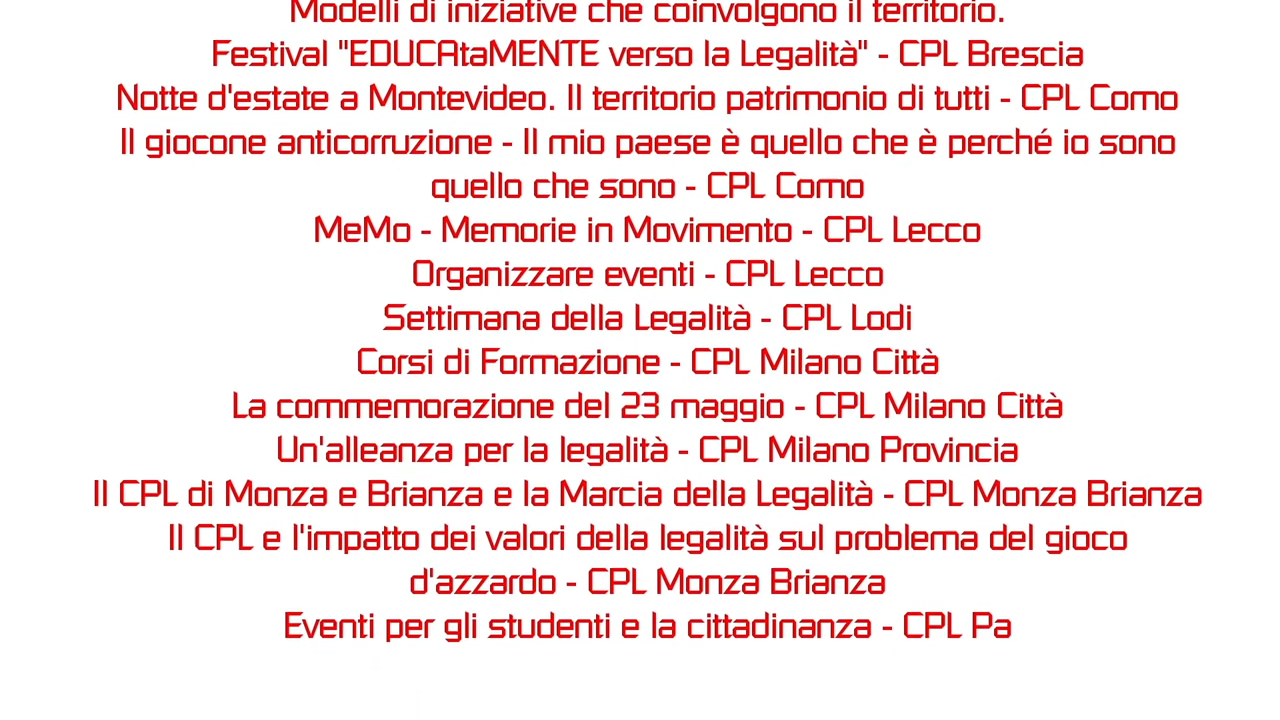 Modelli di iniziative che coinvolgono il territorio.
Festival "EDUCAtaMENTE verso la Legalità" - CPL Brescia
Notte d'estate a Montevideo. Il territorio patrimonio di tutti - CPL Como
Il giocone anticorruzione - Il mio paese è quello che è perché io sono
quello che sono - CPL Como
MeMo - Memorie in Movimento - CPL Lecco
Organizzare eventi - CPL Lecco
Settimana della Legalità - CPL Lodi
Corsi di Formazione - CPL Milano Città
La commemorazione del 23 maggio - CPL Milano Città
Un'alleanza per la legalità - CPL Milano Provincia
Il CPL di Monza e Brianza e la Marcia della Legalità - CPL Monza Brianza
Il CPL e l'impatto dei valori della legalità sul problema del gioco
d'azzardo - CPL Monza Brianza
Eventi per gli studenti e la cittadinanza - CPL Pa